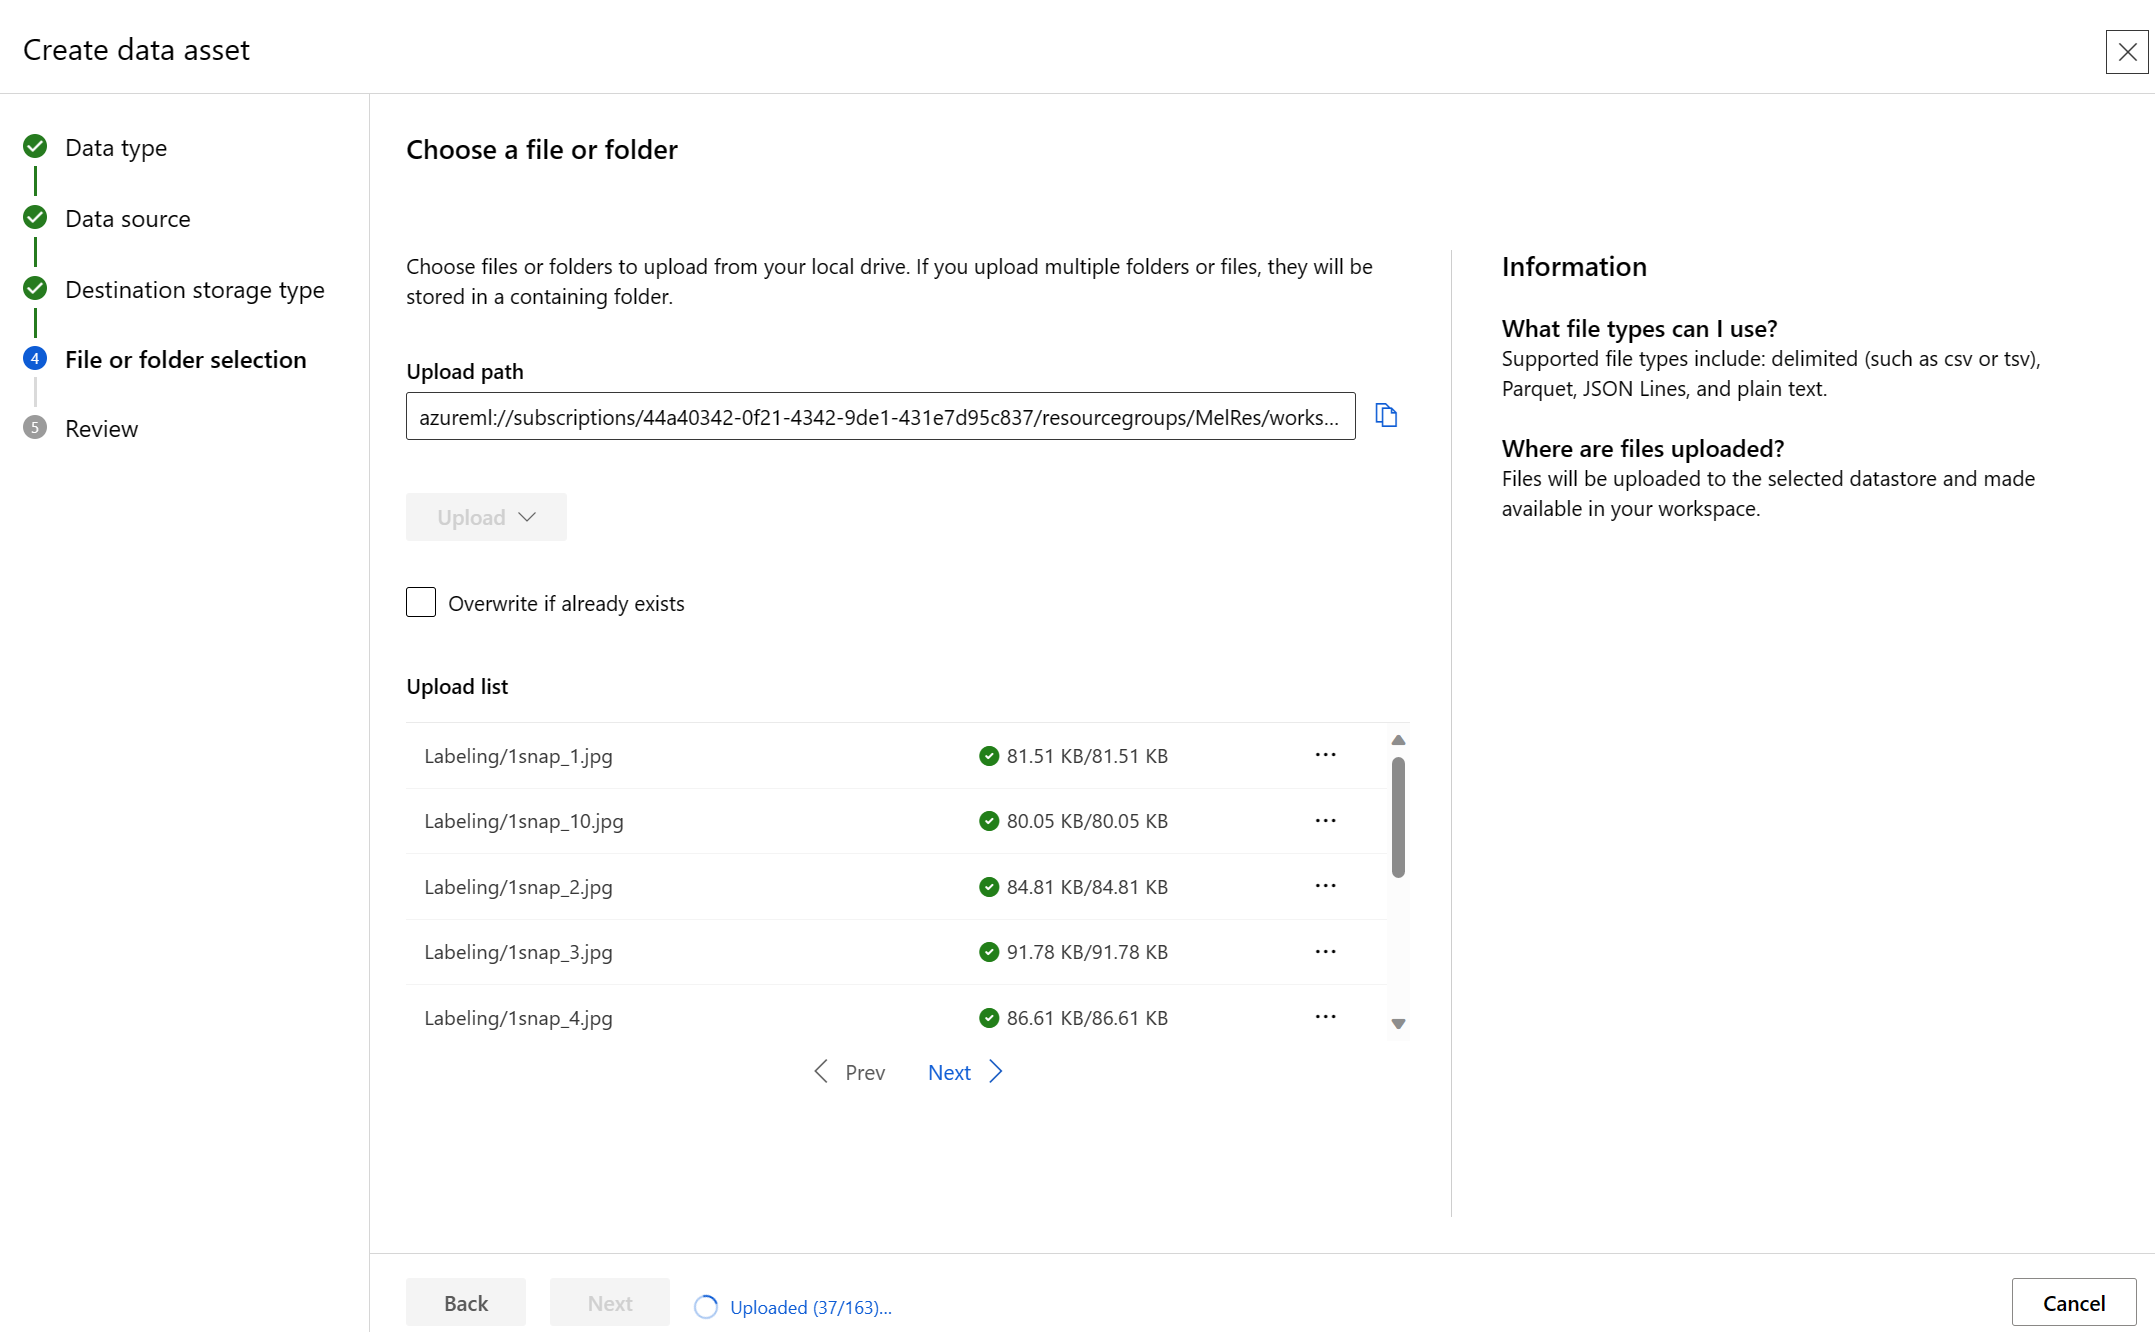 Create data asset
Data type
Data source
Destination storage type
4 File or folder selection
5 Review
Choose a file or folder
Choose files or folders to upload from your local drive. If you upload multiple folders or files, they will be
stored in a containing folder.
Upload path
azureml://subscriptions/44a40342-0f21-4342-9de1-431e7d95c837/resourcegroups/MelRes/works...
Upload
Overwrite if already exists
Upload list
Labeling/1snap_1.jpg 81.51 KB/81.51 KB ...
Labeling/1snap_10.jpg 80.05 KB/80.05 KB ...
Labeling/1snap_2.jpg 84.81 KB/84.81 KB ...
Labeling/1snap_3.jpg 91.78 KB/91.78 KB ...
Labeling/1snap_4.jpg 86.61 KB/86.61 KB ...
Prev Next
Information
What file types can I use?
Supported file types include: delimited (such as csv or tsv),
Parquet, JSON Lines, and plain text.
Where are files uploaded?
Files will be uploaded to the selected datastore and made
available in your workspace.
Back Next Uploaded (37/163)... Cancel